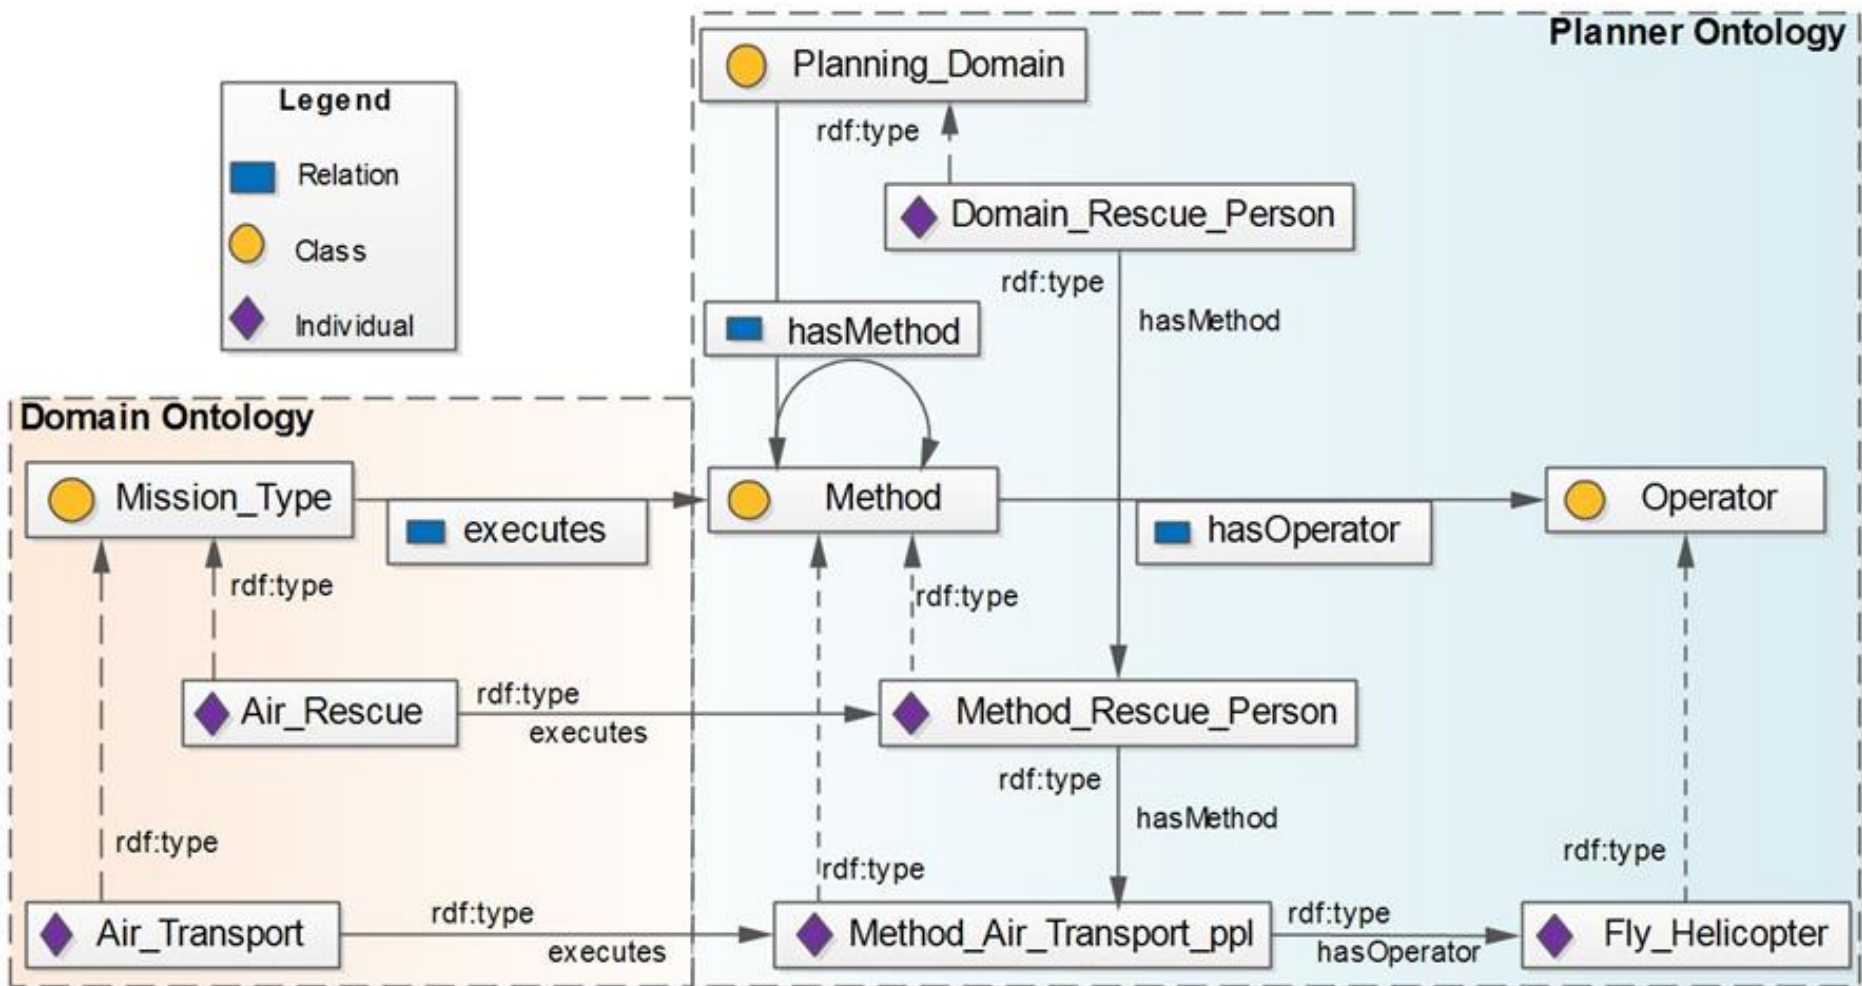 Planner Ontology
Planning_Domain
Legend
Relation
Class
Individual
rdf:type
Domain_Rescue_Person
rdf:type
hasMethod
hasMethod
Domain Ontology
Mission_Type
executes
Method
hasOperator
Operator
rdf:type
rdf:type
Air_Rescue
rdf:type
executes
Method_Rescue_Person
rdf:type
hasMethod
rdf:type
rdf:type
rdf:type
Air_Transport
rdf:type
executes
Method_Air_Transport_ppl
rdf:type
hasOperator
Fly_Helicopter